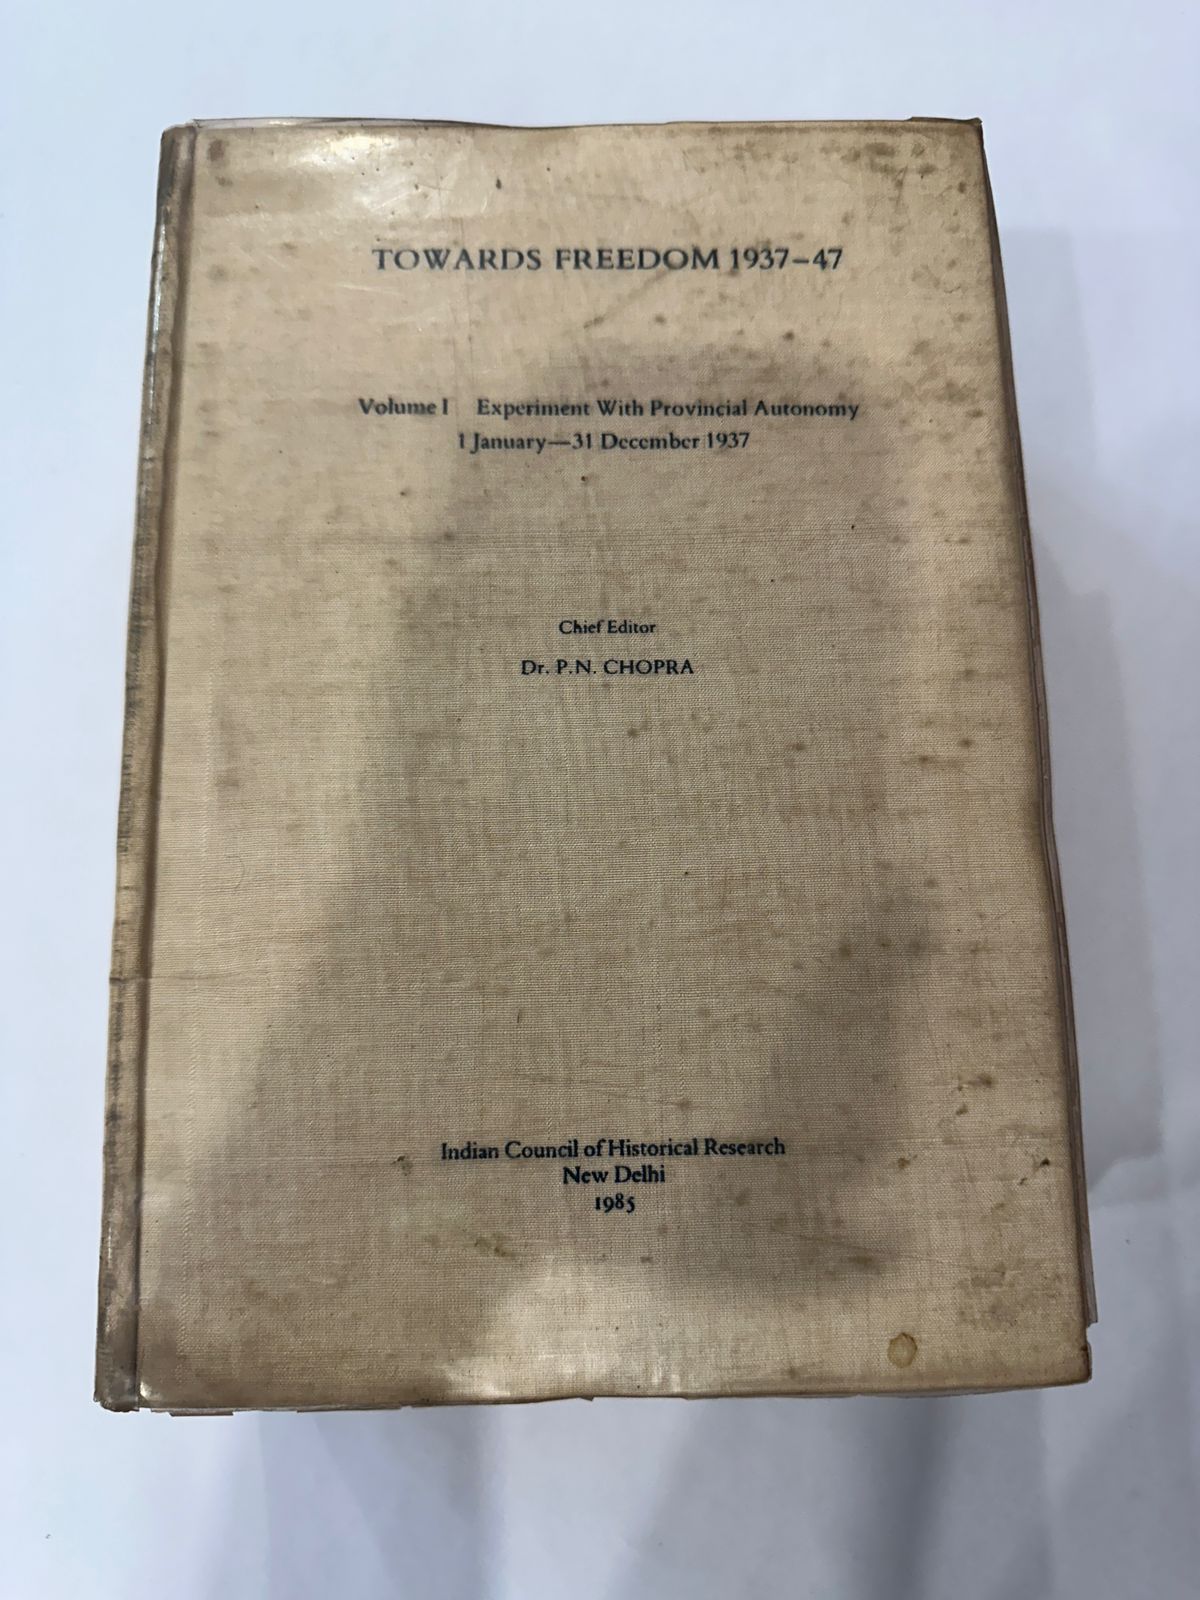 TOWARDS FREEDOM 1937–47
Volume I Experiment With Provincial Autonomy
1 January—31 December 1937
Chief Editor
Dr. P.N. CHOPRA
Indian Council of Historical Research
New Delhi
1985